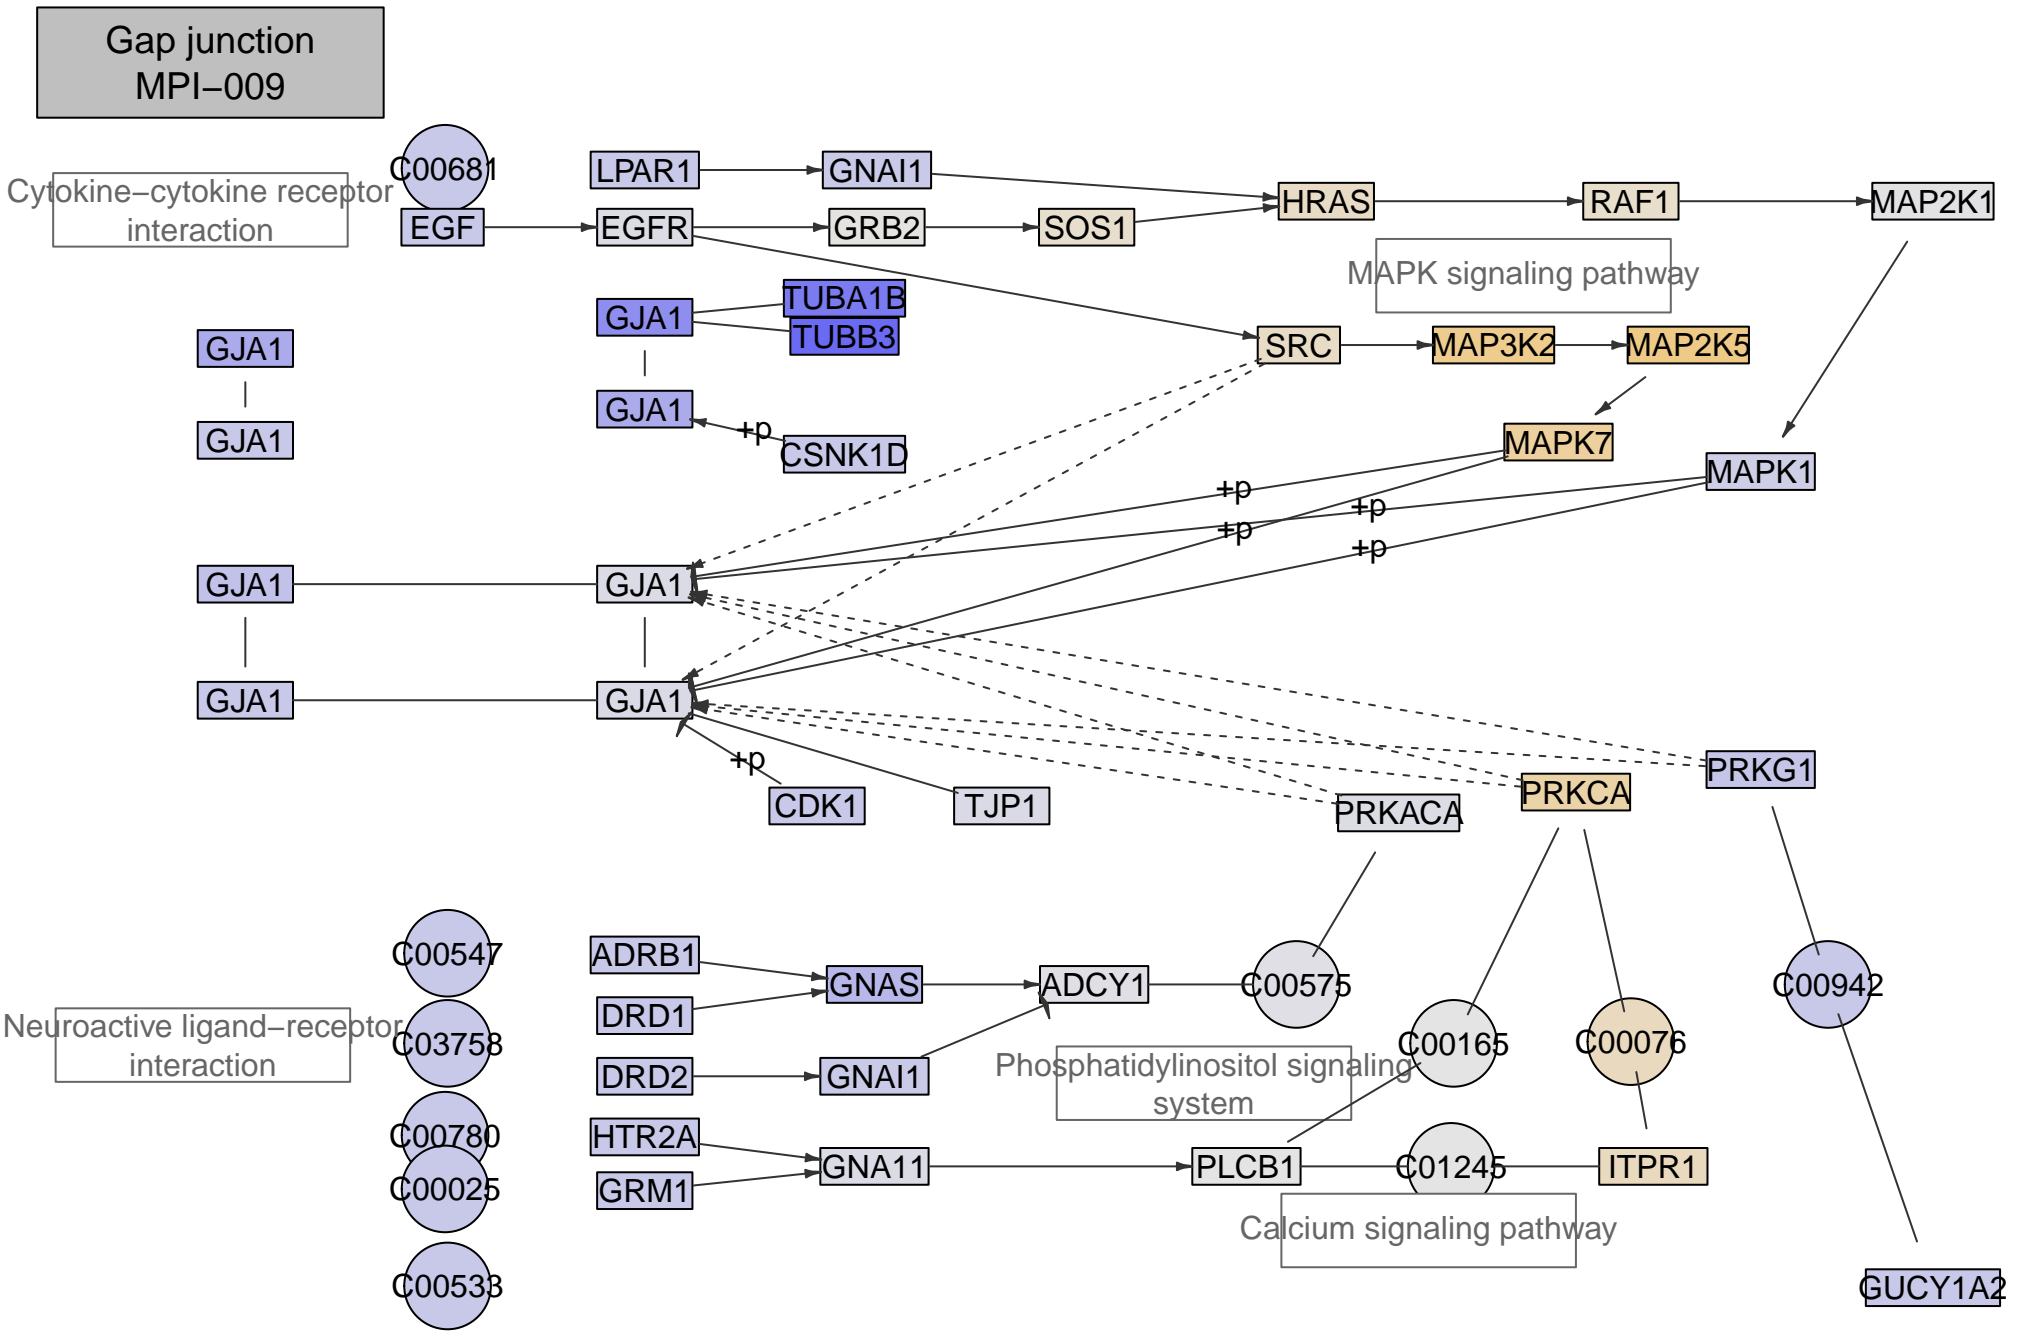 Gap junction
MPI−009
C00681
Cytokine−cytokine receptor
interaction
LPAR1
GNAI1
HRAS
RAF1
MAP2K1
EGF
EGFR
GRB2
SOS1
MAPK signaling pathway
TUBA1B
GJA1
TUBB3
GJA1
SRC
MAP3K2
MAP2K5
GJA1
+p
GJA1
CSNK1D
MAPK7
MAPK1
+p
+p
+p
+p
GJA1
GJA1
GJA1
GJA1
+p
PRKG1
CDK1
TJP1
PRKACA
PRKCA
C00547
ADRB1
GNAS
ADCY1
C00575
C00942
DRD1
Neuroactive ligand−receptor
interaction
C03758
C00165
C00076
DRD2
GNAI1
Phosphatidylinositol signaling
system
C00780
HTR2A
GNA11
PLCB1
C01245
ITPR1
C00025
GRM1
Calcium signaling pathway
C00533
GUCY1A2